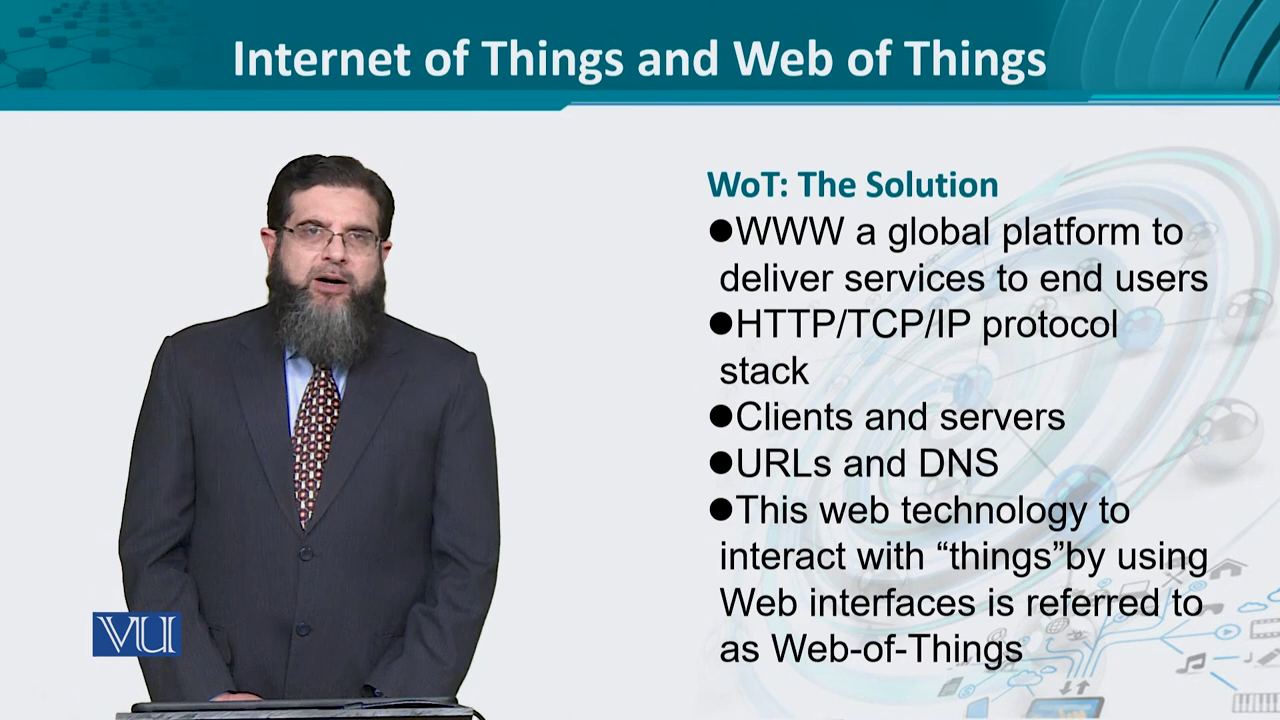 Internet of Things and Web of Things
WoT: The Solution
●WWW a global platform to
deliver services to end users
●HTTP/TCP/IP protocol
stack
●Clients and servers
●URLs and DNS
●This web technology to
interact with “things”by using
Web interfaces is referred to
as Web-of-Things
VU